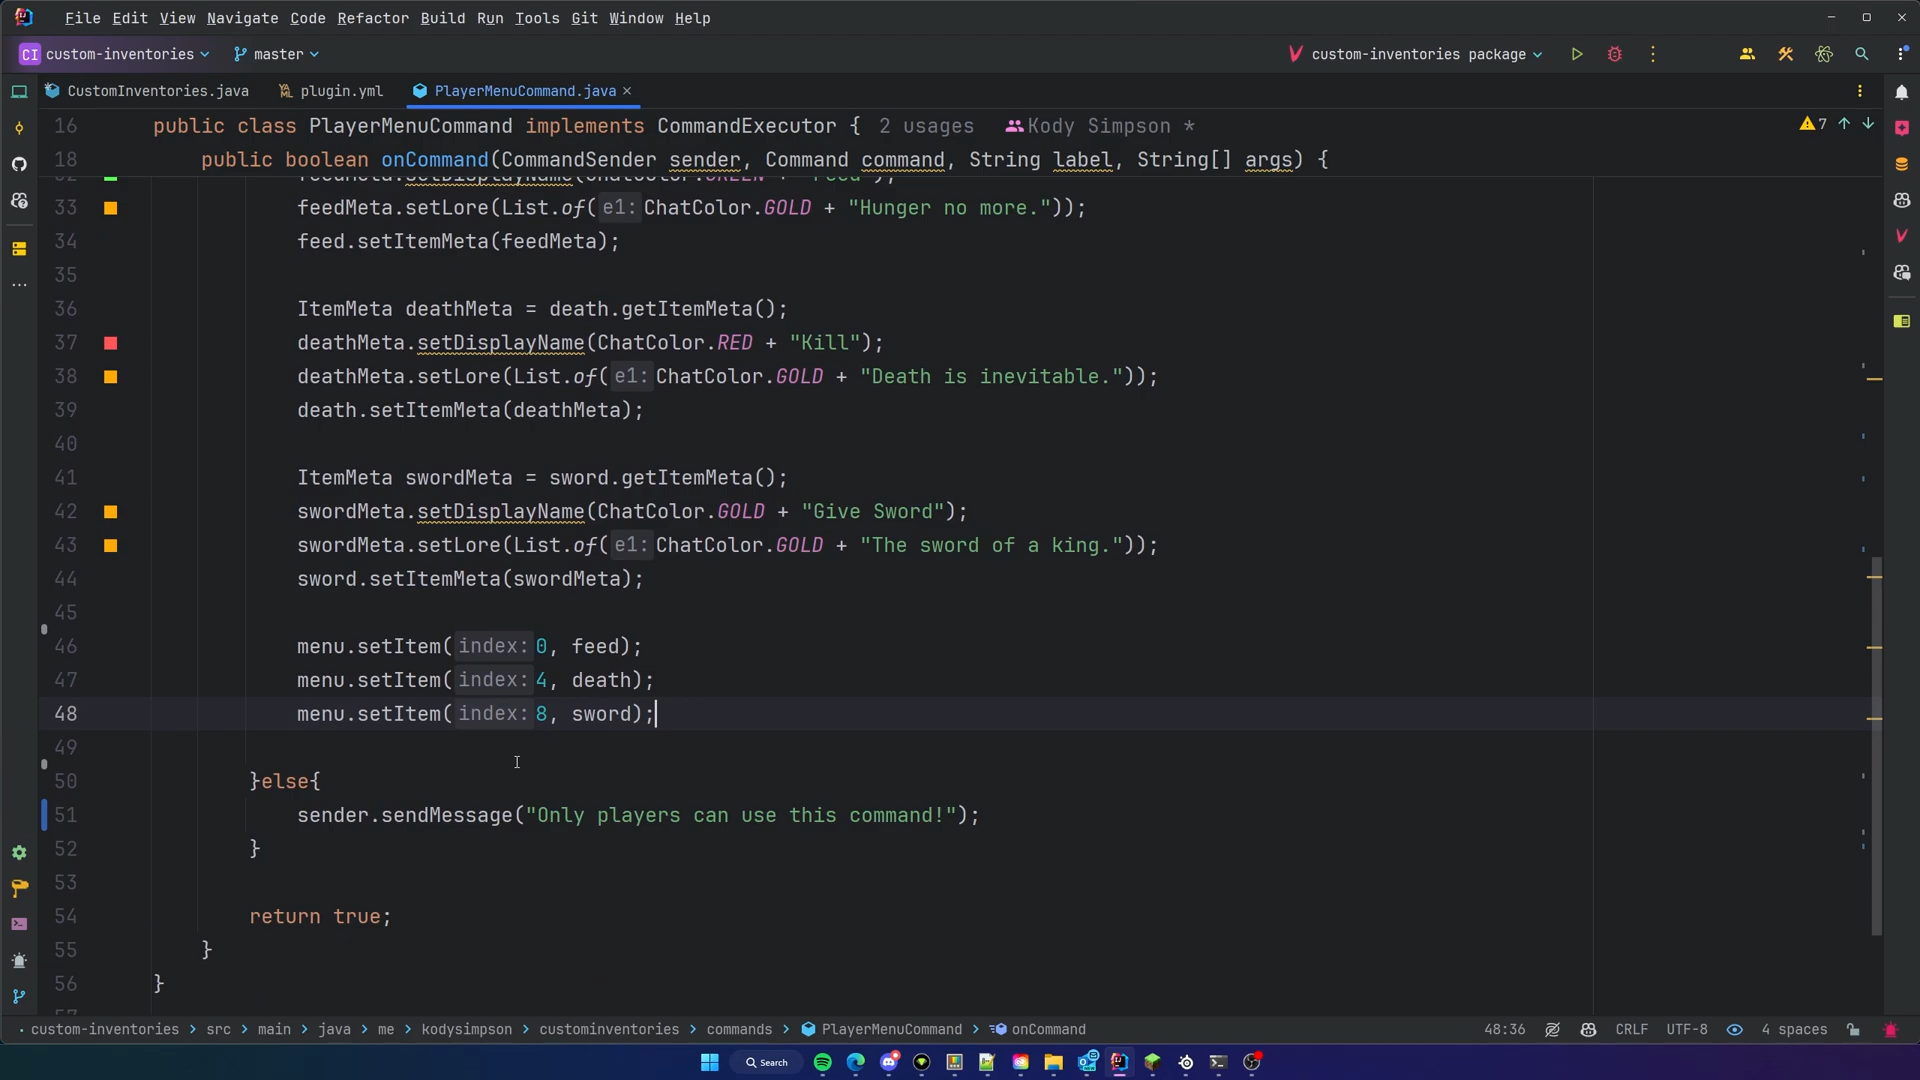 File Edit View Navigate Code Refactor Build Run Tools Git Window Help
CI custom-inventories master custom-inventories package
CustomInventories.java plugin.yml PlayerMenuCommand.java
16 public class PlayerMenuCommand implements CommandExecutor { 2 usages Kody Simpson *
7
18 public boolean onCommand(CommandSender sender, Command command, String label, String[] args) {
33 feedMeta.setLore(List.of( e1: ChatColor.GOLD + "Hunger no more."));
34 feed.setItemMeta(feedMeta);
35
36 ItemMeta deathMeta = death.getItemMeta();
37 deathMeta.setDisplayName(ChatColor.RED + "Kill");
38 deathMeta.setLore(List.of( e1: ChatColor.GOLD + "Death is inevitable."));
39 death.setItemMeta(deathMeta);
40
41 ItemMeta swordMeta = sword.getItemMeta();
42 swordMeta.setDisplayName(ChatColor.GOLD + "Give Sword");
43 swordMeta.setLore(List.of( e1: ChatColor.GOLD + "The sword of a king."));
44 sword.setItemMeta(swordMeta);
45
46 menu.setItem( index: 0, feed);
47 menu.setItem( index: 4, death);
48 menu.setItem( index: 8, sword);
49
50 }else{
51 sender.sendMessage("Only players can use this command!");
52 }
53
54 return true;
55 }
56 }
custom-inventories > src > main > java > me > kodysimpson > custominventories > commands > PlayerMenuCommand > onCommand 48:36 CRLF UTF-8 4 spaces
Search